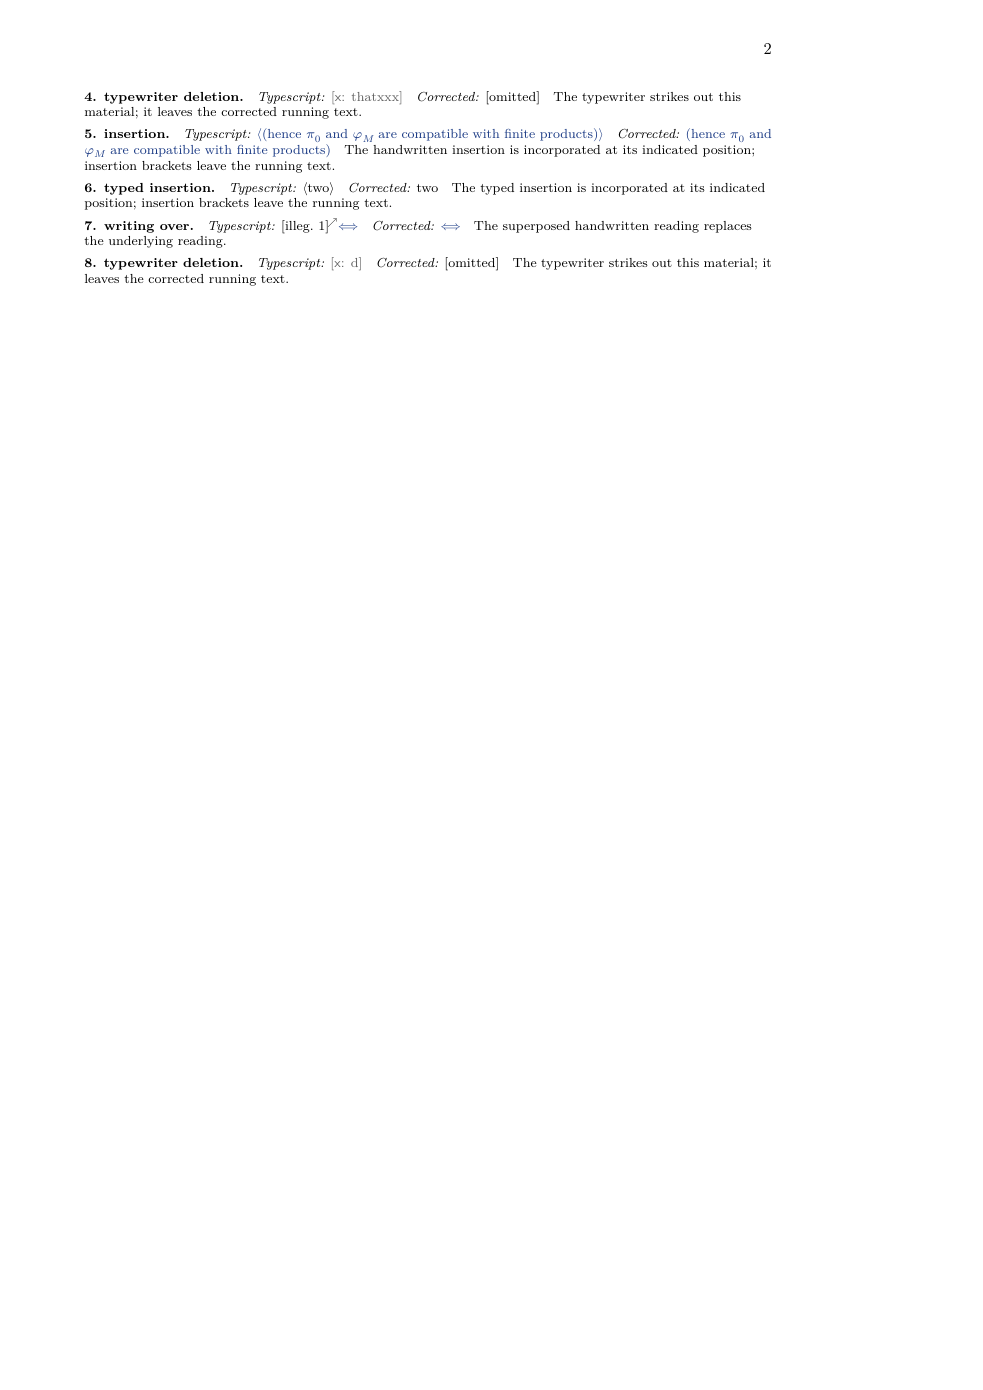 2
4. typewriter deletion. Typescript: [x: thatxxx] Corrected: [omitted] The typewriter strikes out this
material; it leaves the corrected running text.
5. insertion. Typescript: ⟨(hence π₀ and φ_M are compatible with finite products)⟩ Corrected: (hence π₀ and
φ_M are compatible with finite products) The handwritten insertion is incorporated at its indicated position;
insertion brackets leave the running text.
6. typed insertion. Typescript: ⟨two⟩ Corrected: two The typed insertion is incorporated at its indicated
position; insertion brackets leave the running text.
7. writing over. Typescript: [illeg. 1]↗⟺ Corrected: ⟺ The superposed handwritten reading replaces
the underlying reading.
8. typewriter deletion. Typescript: [x: d] Corrected: [omitted] The typewriter strikes out this material; it
leaves the corrected running text.